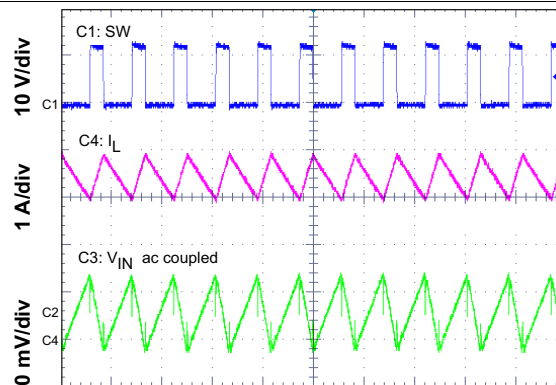 C1: SW
10 V/div
C1
C4: IL
1 A/div
C3: VIN ac coupled
0 mV/div
C2
C4